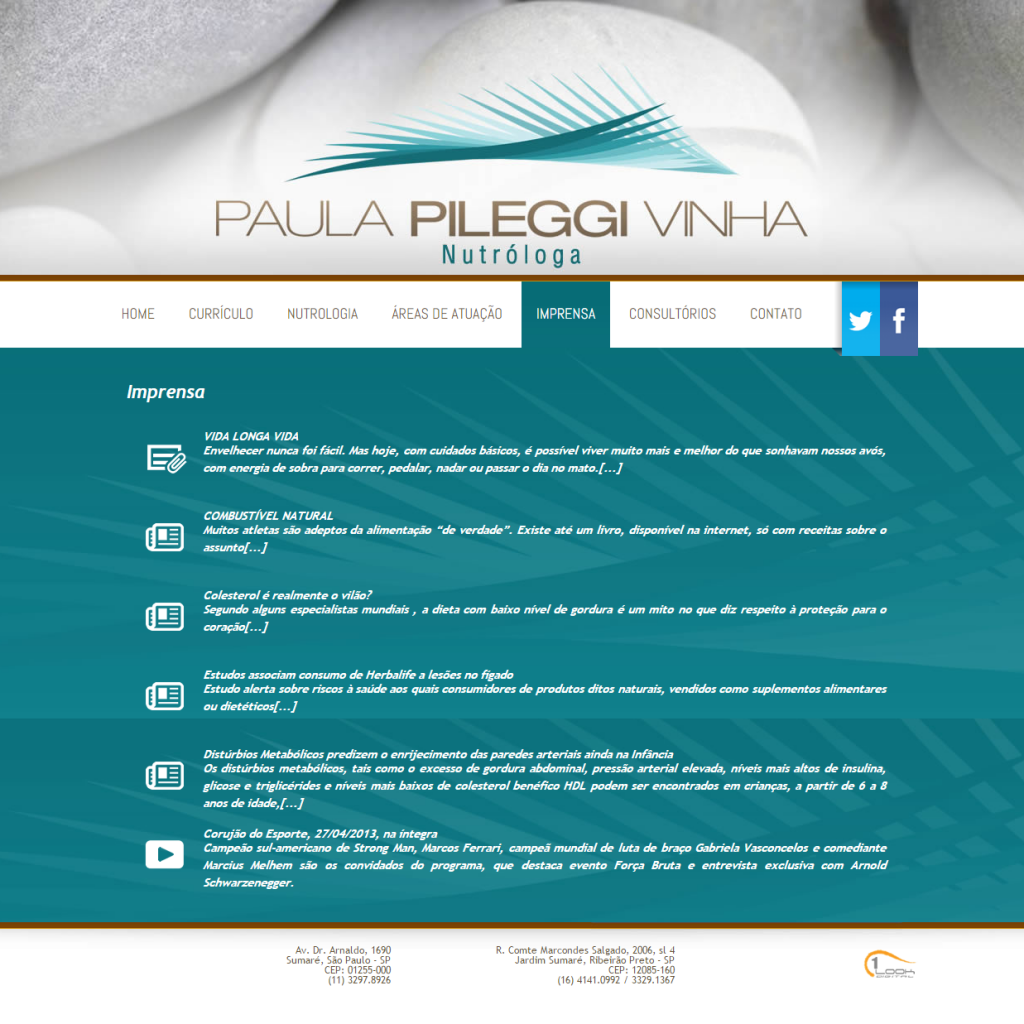 PAULA PILEGGI VINHA
Nutróloga
HOME CURRÍCULO NUTROLOGIA ÁREAS DE ATUAÇÃO IMPRENSA CONSULTÓRIOS CONTATO
Imprensa
VIDA LONGA VIDA
Envelhecer nunca foi fácil. Mas hoje, com cuidados básicos, é possível viver muito mais e melhor do que sonhavam nossos avós,
com energia de sobra para correr, pedalar, nadar ou passar o dia no mato.[...]
COMBUSTÍVEL NATURAL
Muitos atletas são adeptos da alimentação “de verdade”. Existe até um livro, disponível na internet, só com receitas sobre o
assunto[...]
Colesterol é realmente o vilão?
Segundo alguns especialistas mundiais , a dieta com baixo nível de gordura é um mito no que diz respeito à proteção para o
coração[...]
Estudos associam consumo de Herbalife a lesões no fígado
Estudo alerta sobre riscos à saúde aos quais consumidores de produtos ditos naturais, vendidos como suplementos alimentares
ou dietéticos[...]
Distúrbios Metabólicos predizem o enrijecimento das paredes arteriais ainda na Infância
Os distúrbios metabólicos, tais como o excesso de gordura abdominal, pressão arterial elevada, níveis mais altos de insulina,
glicose e triglicérides e níveis mais baixos de colesterol benéfico HDL podem ser encontrados em crianças, a partir de 6 a 8
anos de idade,[...]
Corujão do Esporte, 27/04/2013, na íntegra
Campeão sul-americano de Strong Man, Marcos Ferrari, campeã mundial de luta de braço Gabriela Vasconcelos e comediante
Marcius Melhem são os convidados do programa, que destaca evento Força Bruta e entrevista exclusiva com Arnold
Schwarzenegger.
Av. Dr. Arnaldo, 1690
Sumaré, São Paulo - SP
CEP: 01255-000
(11) 3297.8926
R. Comte Marcondes Salgado, 2006, sl 4
Jardim Sumaré, Ribeirão Preto - SP
CEP: 12085-160
(16) 4141.0992 / 3329.1367
1Look
DIGITAL